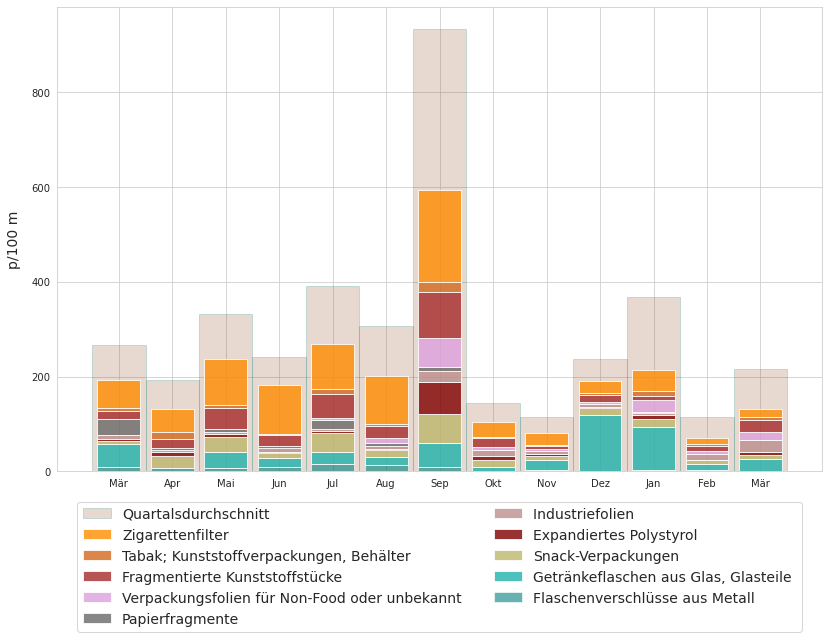 800
600
400
200
0
p/100 m
Mär Apr Mai Jun Jul Aug Sep Okt Nov Dez Jan Feb Mär
Quartalsdurchschnitt
Zigarettenfilter
Tabak; Kunststoffverpackungen, Behälter
Fragmentierte Kunststoffstücke
Verpackungsfolien für Non-Food oder unbekannt
Papierfragmente
Industriefolien
Expandiertes Polystyrol
Snack-Verpackungen
Getränkeflaschen aus Glas, Glasteile
Flaschenverschlüsse aus Metall